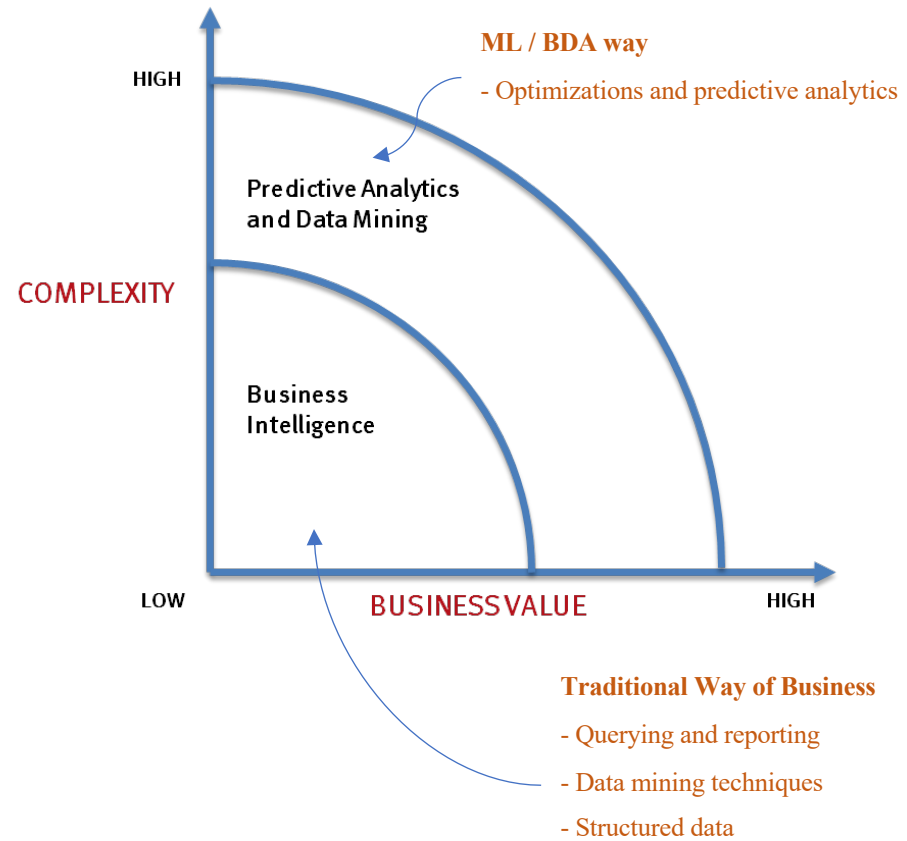 ML / BDA way
- Optimizations and predictive analytics
HIGH
Predictive Analytics
and Data Mining
COMPLEXITY
Business
Intelligence
LOW
BUSINESS VALUE
HIGH
Traditional Way of Business
- Querying and reporting
- Data mining techniques
- Structured data